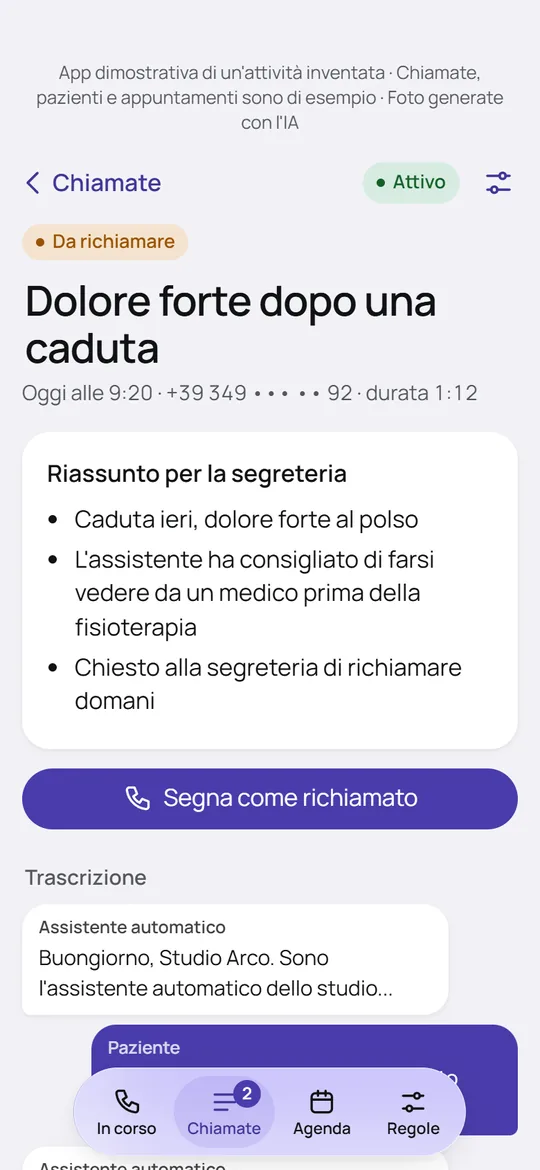 App dimostrativa di un'attività inventata · Chiamate,
pazienti e appuntamenti sono di esempio · Foto generate
con l'IA
Chiamate
Attivo
Da richiamare
Dolore forte dopo una
caduta
Oggi alle 9:20 · +39 349 ••• •• 92 · durata 1:12
Riassunto per la segreteria
• Caduta ieri, dolore forte al polso
• L'assistente ha consigliato di farsi
vedere da un medico prima della
fisioterapia
• Chiesto alla segreteria di richiamare
domani
Segna come richiamato
Trascrizione
Assistente automatico
Buongiorno, Studio Arco. Sono
l'assistente automatico dello studio...
Paziente
2
In corso
Chiamate
Agenda
Regole
Assistente automatico